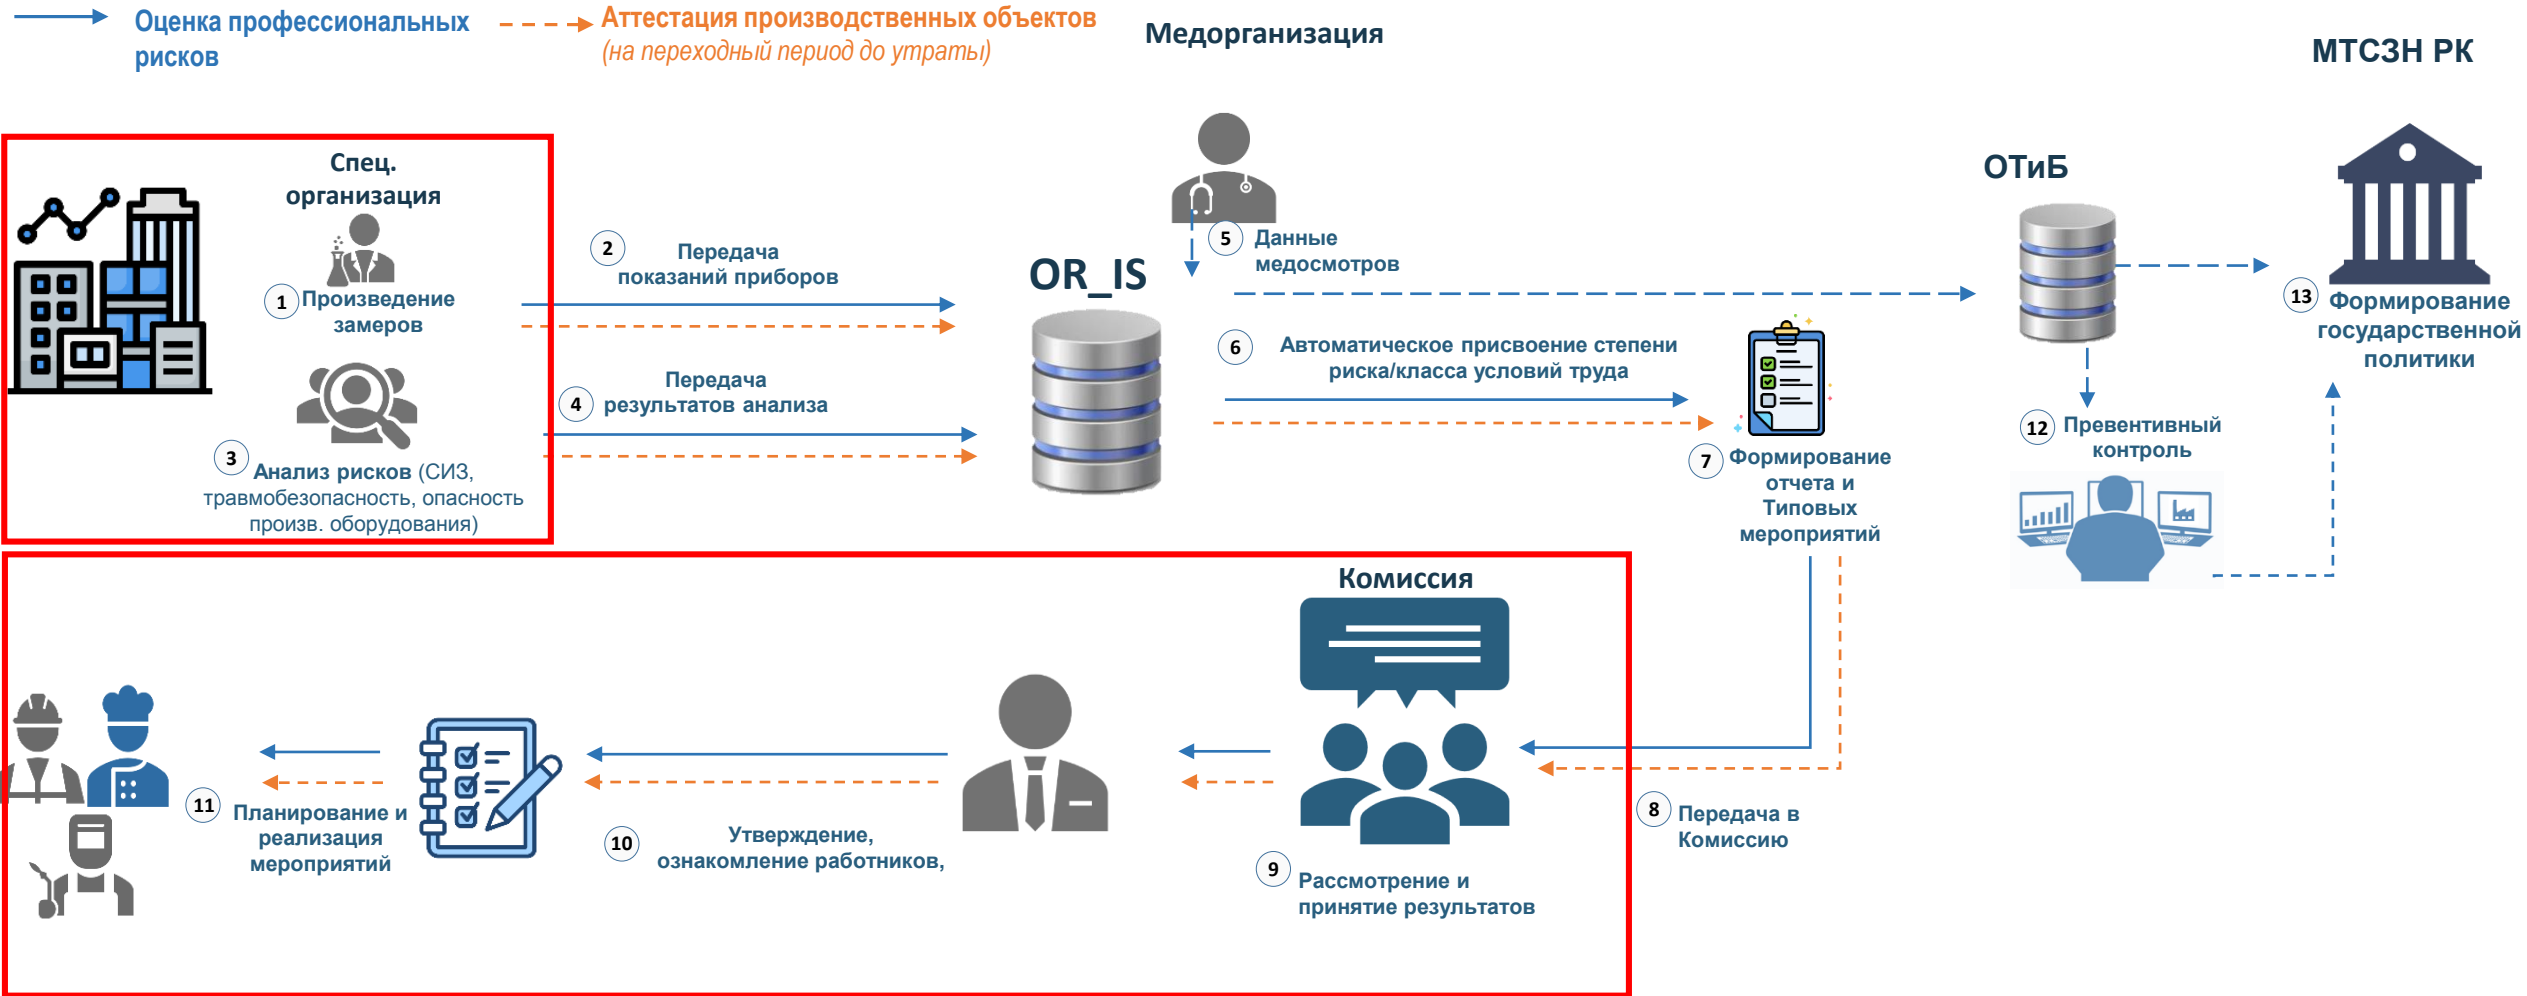 Оценка профессиональных
рисков
Аттестация производственных объектов
(на переходный период до утраты)
Медорганизация
МТСЗН РК
Спец.
организация
1
Произведение
замеров
3
Анализ рисков (СИЗ,
травмобезопасность, опасность
произв. оборудования)
2
Передача
показаний приборов
4
Передача
результатов анализа
OR_IS
5
Данные
медосмотров
6
Автоматическое присвоение степени
риска/класса условий труда
7
Формирование
отчета и
Типовых
мероприятий
ОТиБ
12
Превентивный
контроль
13
Формирование
государственной
политики
8
Передача в
Комиссию
Комиссия
9
Рассмотрение и
принятие результатов
10
Утверждение,
ознакомление работников,
11
Планирование и
реализация
мероприятий